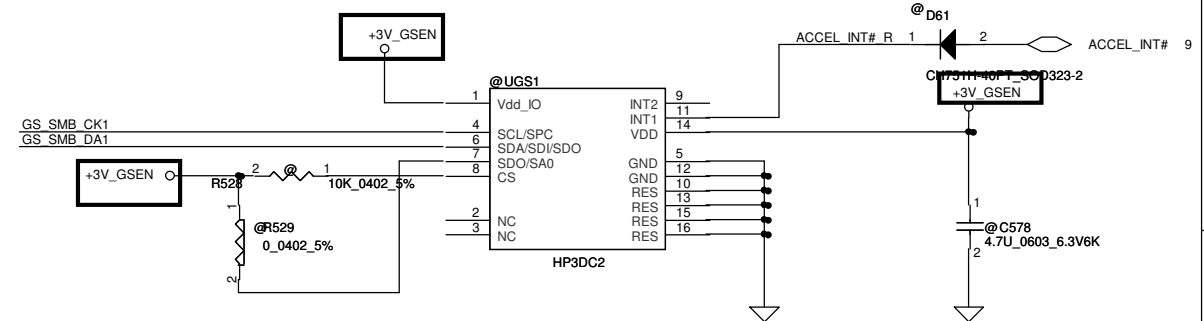 @
D61
+3V_GSEN
ACCEL_INT#_R 1 2 ACCEL_INT# 9
CH751H-40PT_SOD323-2
@UGS1
+3V_GSEN
1 Vdd_IO
INT2 9
INT1 11
GS_SMB_CK1
4 SCL/SPC
VDD 14
GS_SMB_DA1
6 SDA/SDI/SDO
7 SDO/SA0
GND 5
+3V_GSEN
R528 2 @ 1 10K_0402_5%
8 CS
GND 12
RES 10
RES 13
1
@R529
0_0402_5%
2
2 NC
3 NC
RES 15
RES 16
1
@C578
4.7U_0603_6.3V6K
2
HP3DC2